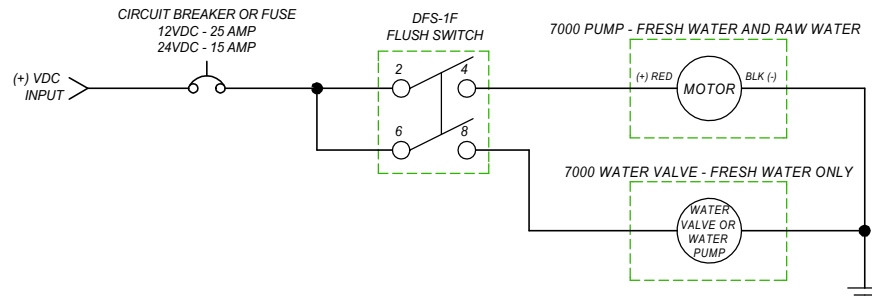 CIRCUIT BREAKER OR FUSE
12VDC - 25 AMP
24VDC - 15 AMP
DFS-1F
FLUSH SWITCH
7000 PUMP - FRESH WATER AND RAW WATER
(+) VDC
INPUT
2
4
(+) RED
MOTOR
BLK (-)
6
8
7000 WATER VALVE - FRESH WATER ONLY
WATER
VALVE OR
WATER
PUMP